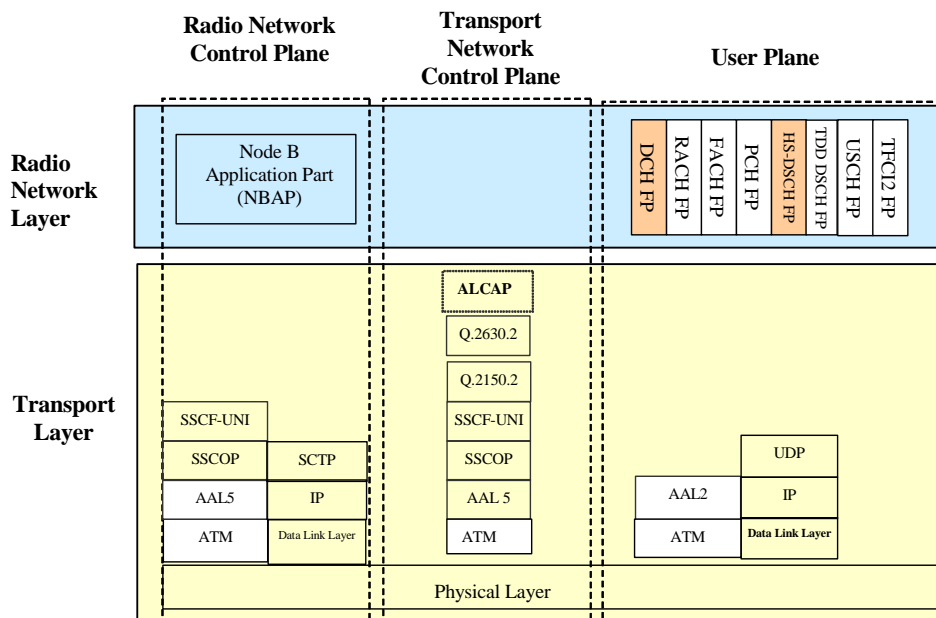 Radio Network
Control Plane
Transport
Network
Control Plane
User Plane
Radio
Network
Layer
Node B
Application Part
(NBAP)
DCH FP
RACH FP
FACH FP
PCH FP
HS-DSCH FP
TDD DSCH FP
USCH FP
TFCI2 FP
Transport
Layer
ALCAP
Q.2630.2
Q.2150.2
SSCF-UNI
SSCF-UNI
SSCOP
SCTP
SSCOP
UDP
AAL5
IP
AAL 5
AAL2
IP
ATM
Data Link Layer
ATM
ATM
Data Link Layer
Physical Layer